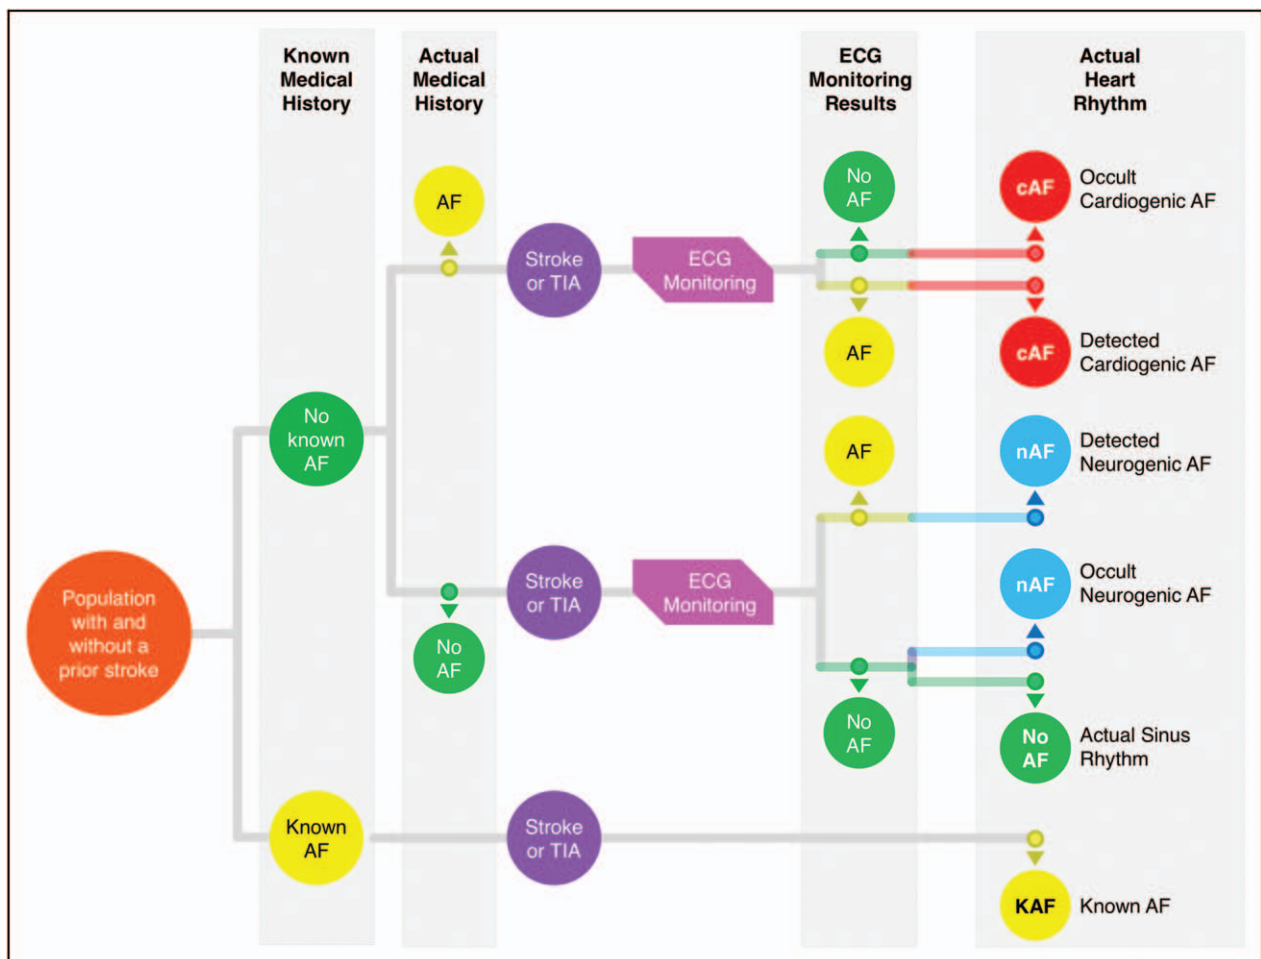 Known
Medical
History
Actual
Medical
History
ECG
Monitoring
Results
Actual
Heart
Rhythm
AF
No
AF
cAF
Occult
Cardiogenic AF
Stroke
or TIA
ECG
Monitoring
AF
cAF
Detected
Cardiogenic AF
No
known
AF
AF
nAF
Detected
Neurogenic AF
Population
with and
without a
prior stroke
No
AF
Stroke
or TIA
ECG
Monitoring
nAF
Occult
Neurogenic AF
No
AF
No
AF
Actual Sinus
Rhythm
Known
AF
Stroke
or TIA
KAF
Known AF